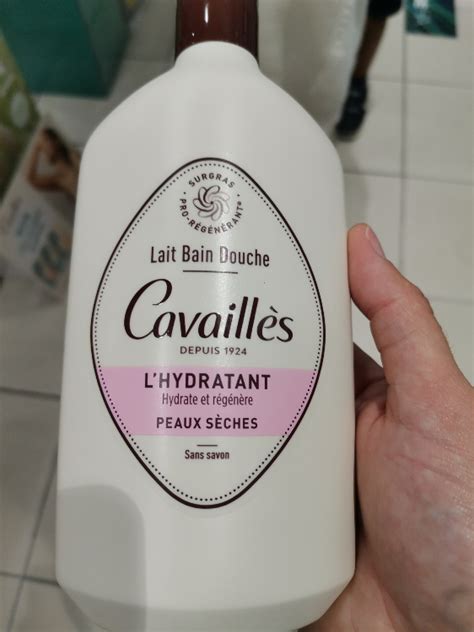 SURGRAS
PRO-RÉGÉNÉRANT
Lait Bain Douche
Cavaillès
DEPUIS 1924
L'HYDRATANT
Hydrate et régénère
PEAUX SÈCHES
Sans savon